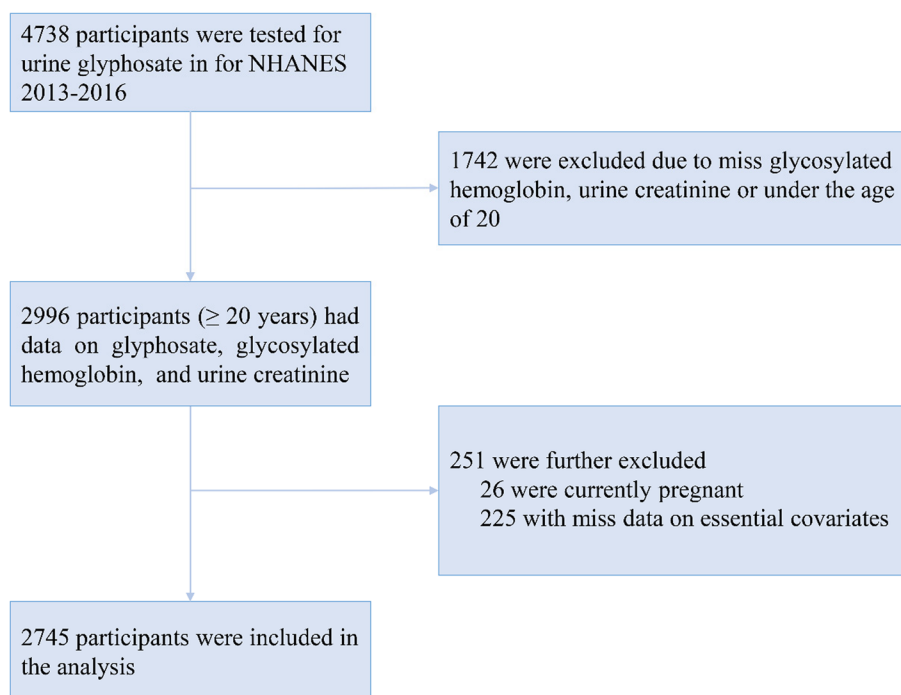 4738 participants were tested for
urine glyphosate in for NHANES
2013-2016
1742 were excluded due to miss glycosylated
hemoglobin, urine creatinine or under the age
of 20
2996 participants (≥ 20 years) had
data on glyphosate, glycosylated
hemoglobin, and urine creatinine
251 were further excluded
26 were currently pregnant
225 with miss data on essential covariates
2745 participants were included in
the analysis